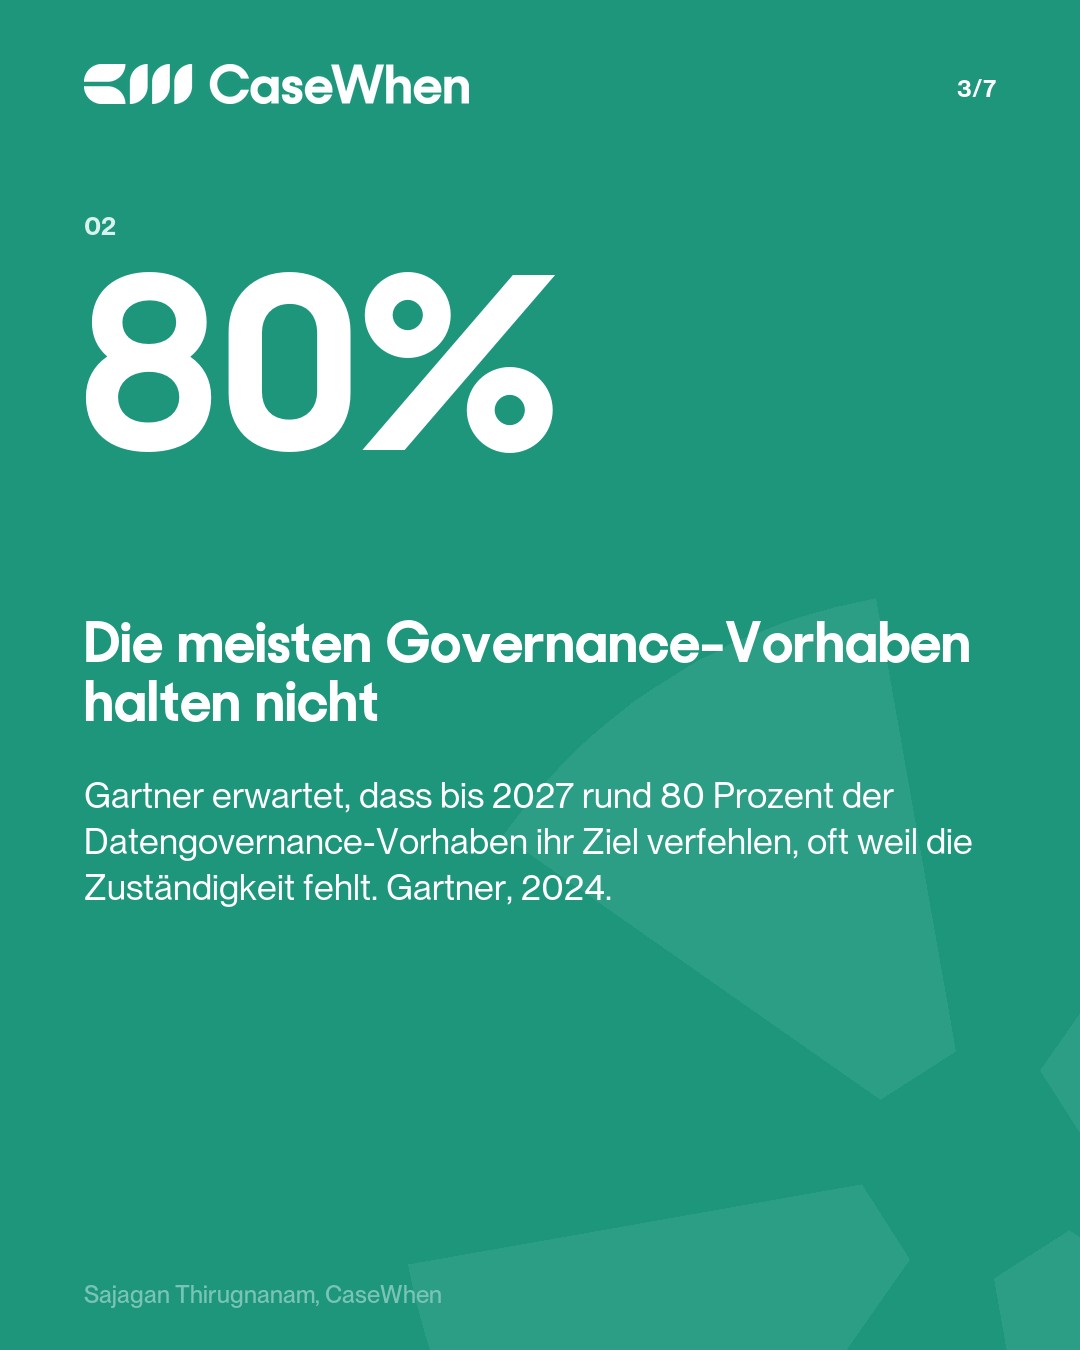 CaseWhen
3/7
02
80%
Die meisten Governance-Vorhaben
halten nicht
Gartner erwartet, dass bis 2027 rund 80 Prozent der
Datengovernance-Vorhaben ihr Ziel verfehlen, oft weil die
Zuständigkeit fehlt. Gartner, 2024.
Sajagan Thirugnanam, CaseWhen